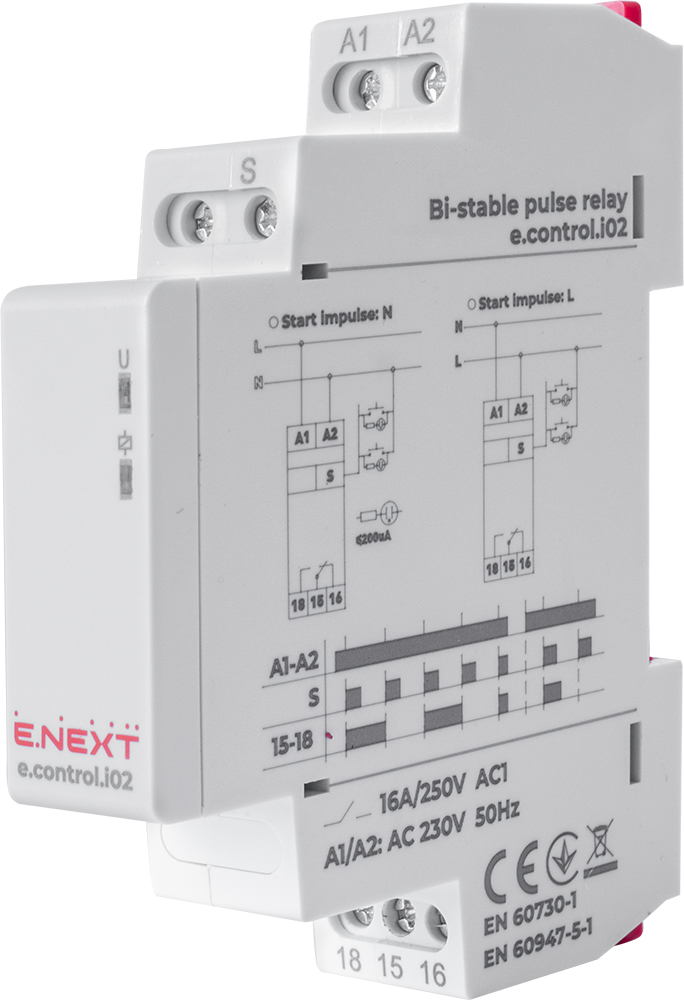 A1 A2
S
Bi-stable pulse relay
e.control.i02
U
Start impulse: N
L
N
A1 A2
S
≤200uA
18 15 16
Start impulse: L
N
L
A1 A2
S
18 15 16
A1-A2
S
15-18
E.NEXT
e.control.i02
16A/250V AC1
A1/A2: AC 230V 50Hz
CE
EN 60730-1
EN 60947-5-1
18 15 16